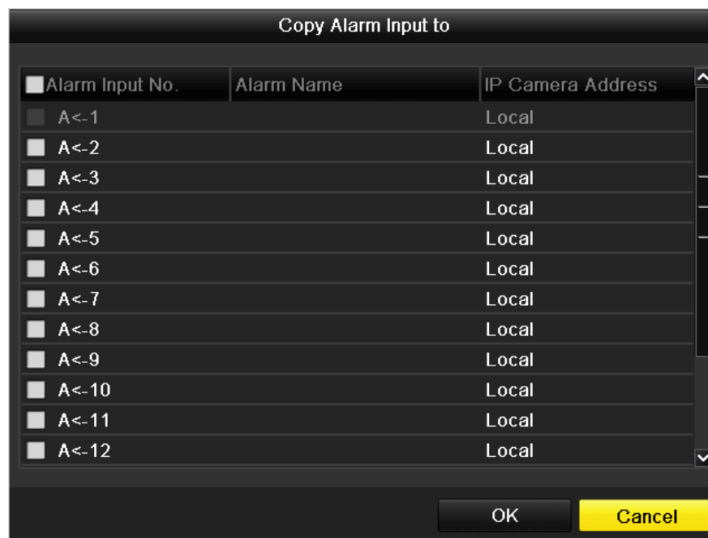 Copy Alarm Input to
Alarm Input No. Alarm Name IP Camera Address
A<-1 Local
A<-2 Local
A<-3 Local
A<-4 Local
A<-5 Local
A<-6 Local
A<-7 Local
A<-8 Local
A<-9 Local
A<-10 Local
A<-11 Local
A<-12 Local
OK Cancel